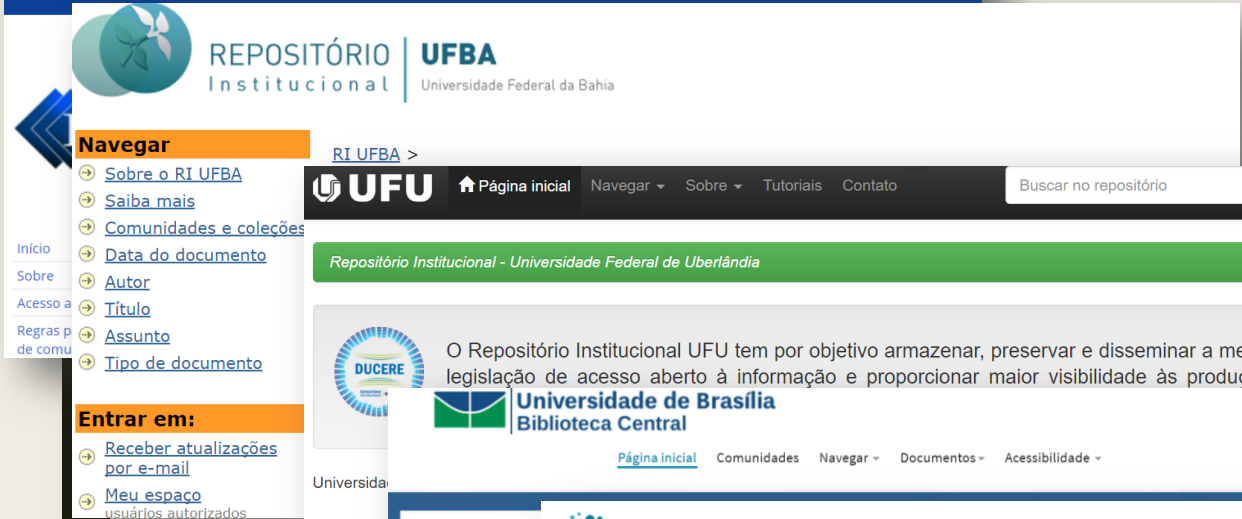 REPOSITÓRIO
Institucional
UFBA
Universidade Federal da Bahia
Navegar
Sobre o RI UFBA
Saiba mais
Comunidades e coleções
Data do documento
Autor
Título
Assunto
Tipo de documento
Entrar em:
Receber atualizações
por e-mail
Meu espaço
usuários autorizados
RI UFBA >
Início
Sobre
Acesso a
Regras p
de comu
UFU
Página inicial Navegar Sobre Tutoriais Contato
Buscar no repositório
Repositório Institucional - Universidade Federal de Uberlândia
DUCERE
O Repositório Institucional UFU tem por objetivo armazenar, preservar e disseminar a me
legislação de acesso aberto à informação e proporcionar maior visibilidade às produç
Universida
Universidade de Brasília
Biblioteca Central
Página inicial Comunidades Navegar Documentos Acessibilidade